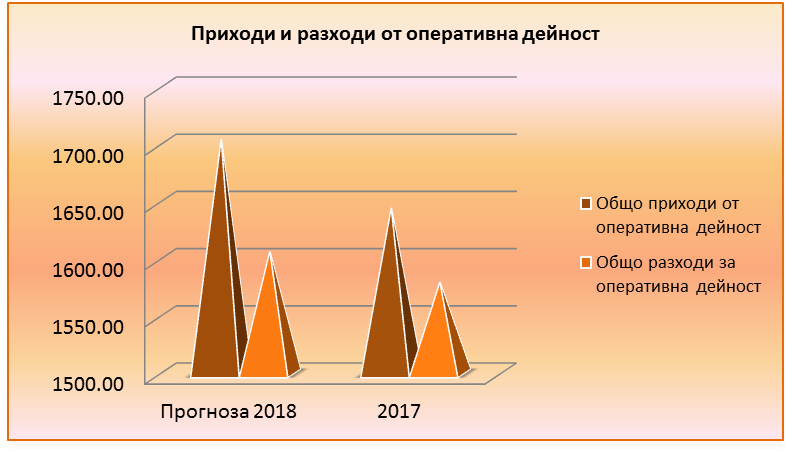 Приходи и разходи от оперативна дейност
1750.00
1700.00
1650.00
1600.00
1550.00
1500.00
Прогноза 2018
2017
Общо приходи от
оперативна дейност
Общо разходи за
оперативна дейност